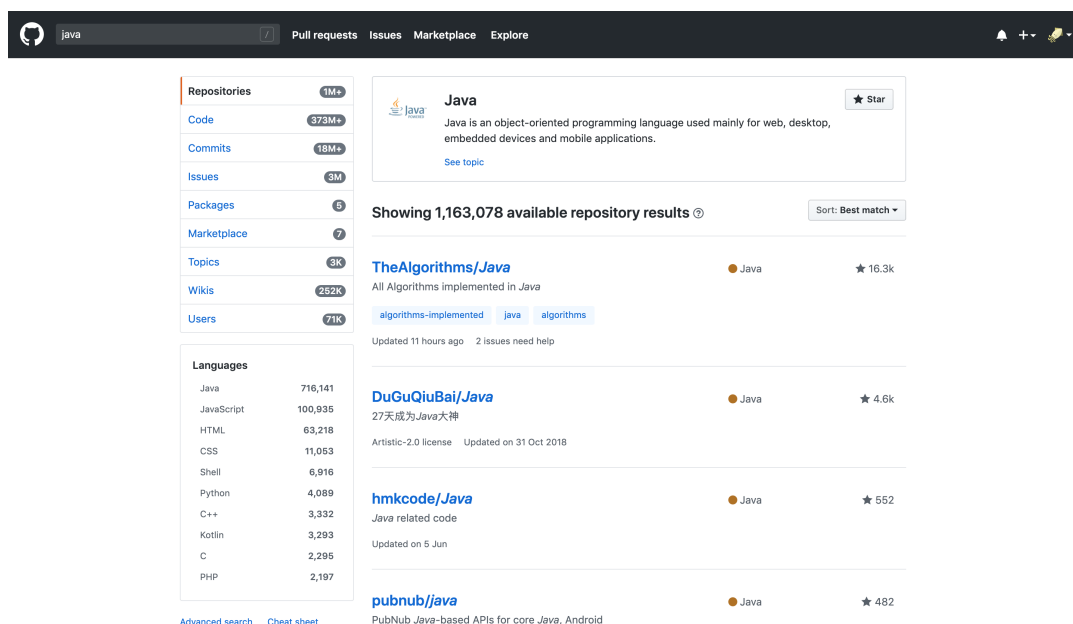 java /
Pull requests Issues Marketplace Explore
Repositories 1M+
Code 373M+
Commits 18M+
Issues 3M
Packages 5
Marketplace 7
Topics 3K
Wikis 252K
Users 71K
Languages
Java 716,141
JavaScript 100,935
HTML 63,218
CSS 11,053
Shell 6,916
Python 4,089
C++ 3,332
Kotlin 3,293
C 2,295
PHP 2,197
Advanced search Cheat sheet
Java
POWERED
Java
Star
Java is an object-oriented programming language used mainly for web, desktop,
embedded devices and mobile applications.
See topic
Showing 1,163,078 available repository results ?
Sort: Best match
TheAlgorithms/Java Java 16.3k
All Algorithms implemented in Java
algorithms-implemented java algorithms
Updated 11 hours ago 2 issues need help
DuGuQiuBai/Java Java 4.6k
27天成为Java大神
Artistic-2.0 license Updated on 31 Oct 2018
hmkcode/Java Java 552
Java related code
Updated on 5 Jun
pubnub/java Java 482
PubNub Java-based APIs for core Java, Android